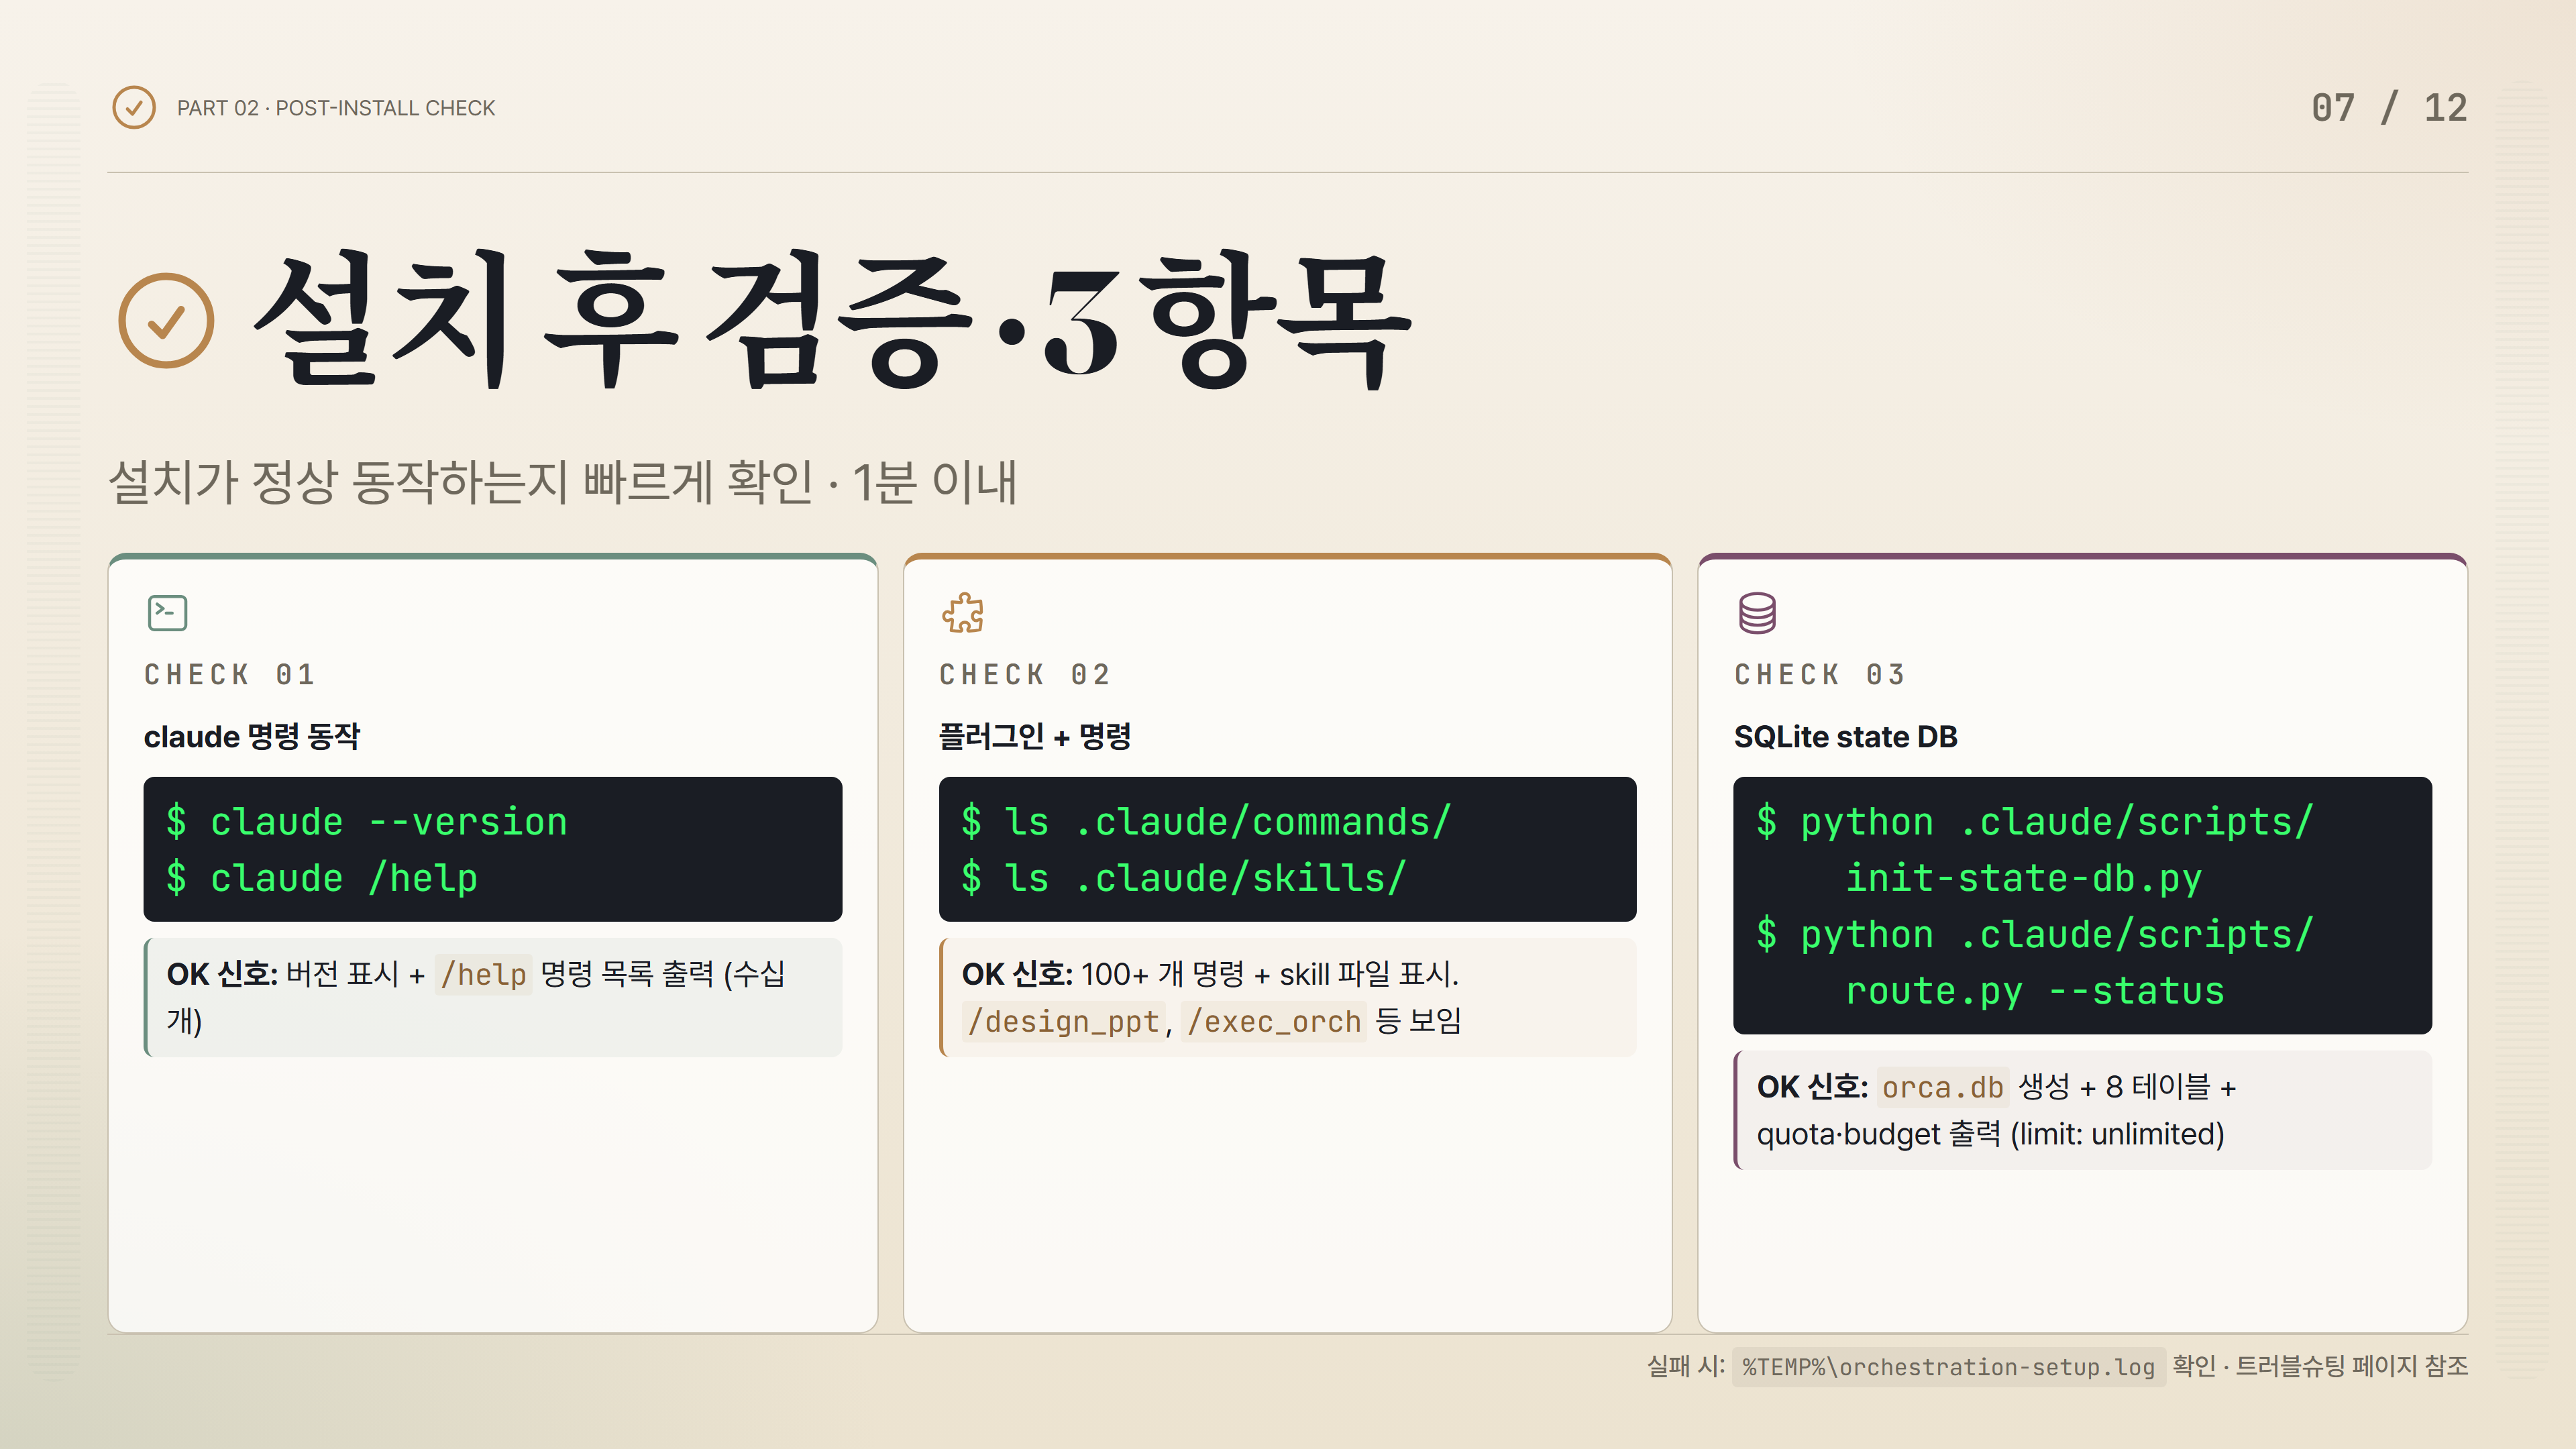 PART 02 · POST-INSTALL CHECK
07 / 12
설치 후 검증 · 3 항목
설치가 정상 동작하는지 빠르게 확인 · 1분 이내
CHECK 01
claude 명령 동작
$ claude --version
$ claude /help
OK 신호: 버전 표시 + /help 명령 목록 출력 (수십
개)
CHECK 02
플러그인 + 명령
$ ls .claude/commands/
$ ls .claude/skills/
OK 신호: 100+ 개 명령 + skill 파일 표시.
/design_ppt, /exec_orch 등 보임
CHECK 03
SQLite state DB
$ python .claude/scripts/
init-state-db.py
$ python .claude/scripts/
route.py --status
OK 신호: orca.db 생성 + 8 테이블 +
quota·budget 출력 (limit: unlimited)
실패 시: %TEMP%\orchestration-setup.log 확인 · 트러블슈팅 페이지 참조